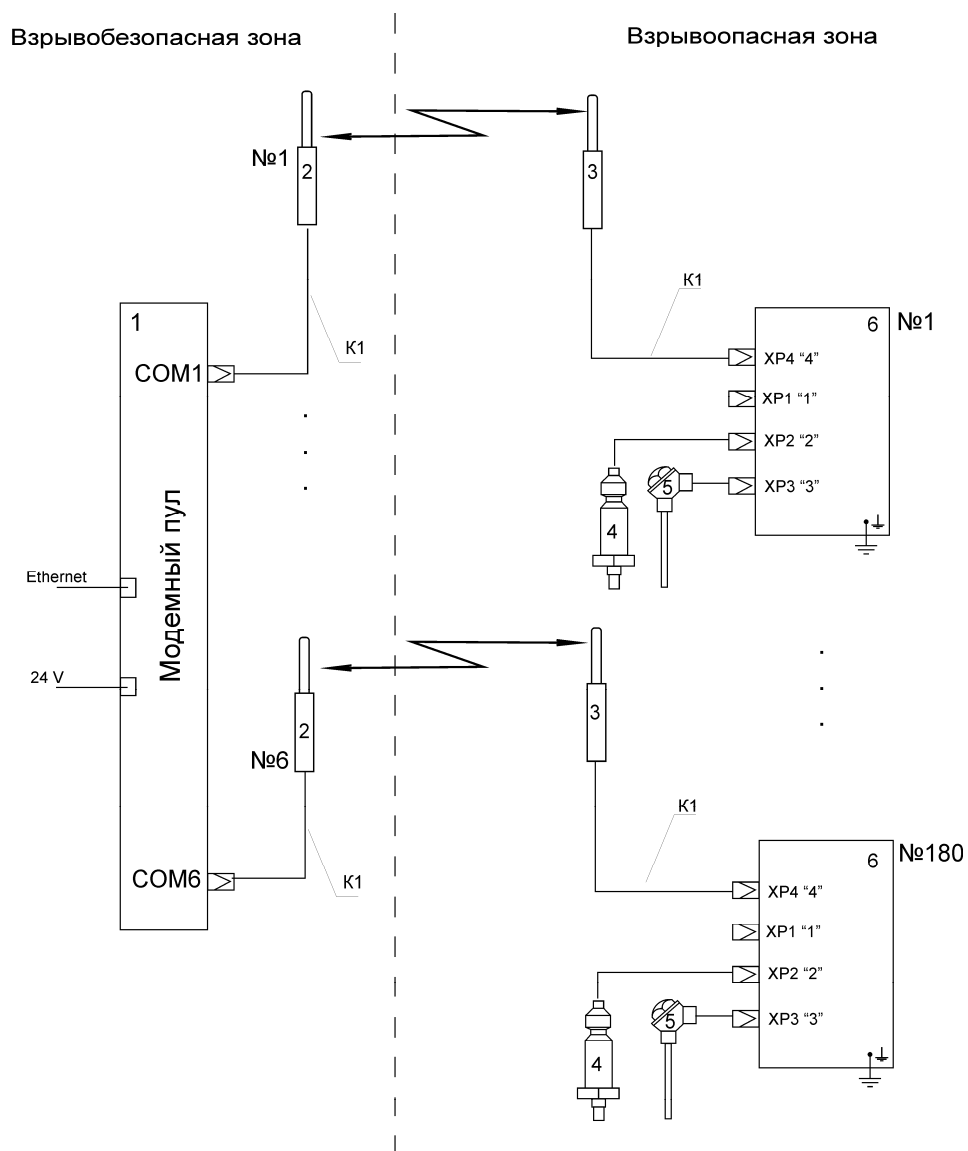 Взрывобезопасная зона
Взрывоопасная зона
№1
2
3
К1
К1
1
COM1
6
№1
XP4 “4”
XP1 “1”
XP2 “2”
XP3 “3”
4
5
Модемный пул
Ethernet
24 V
2
№6
3
К1
К1
COM6
6
№180
XP4 “4”
XP1 “1”
XP2 “2”
XP3 “3”
4
5